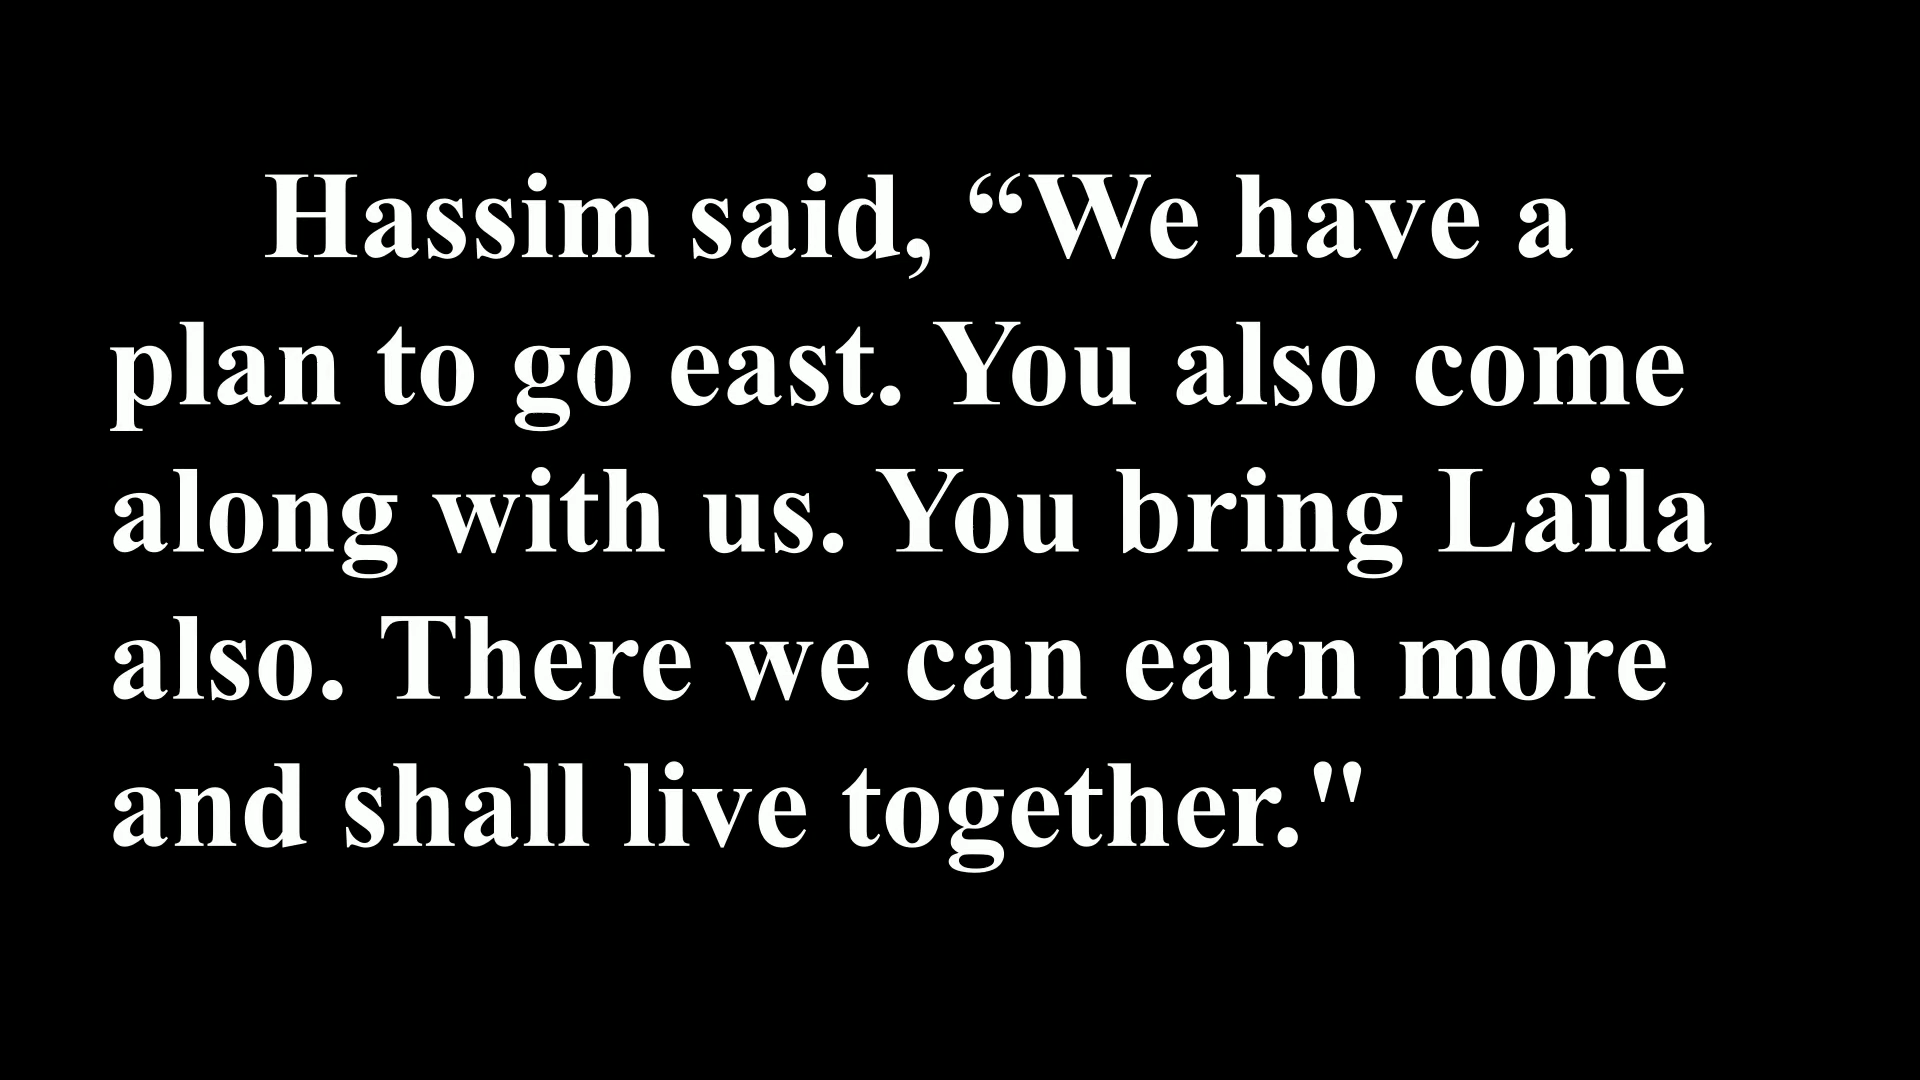 Hassim said, “We have a
plan to go east. You also come
along with us. You bring Laila
also. There we can earn more
and shall live together."